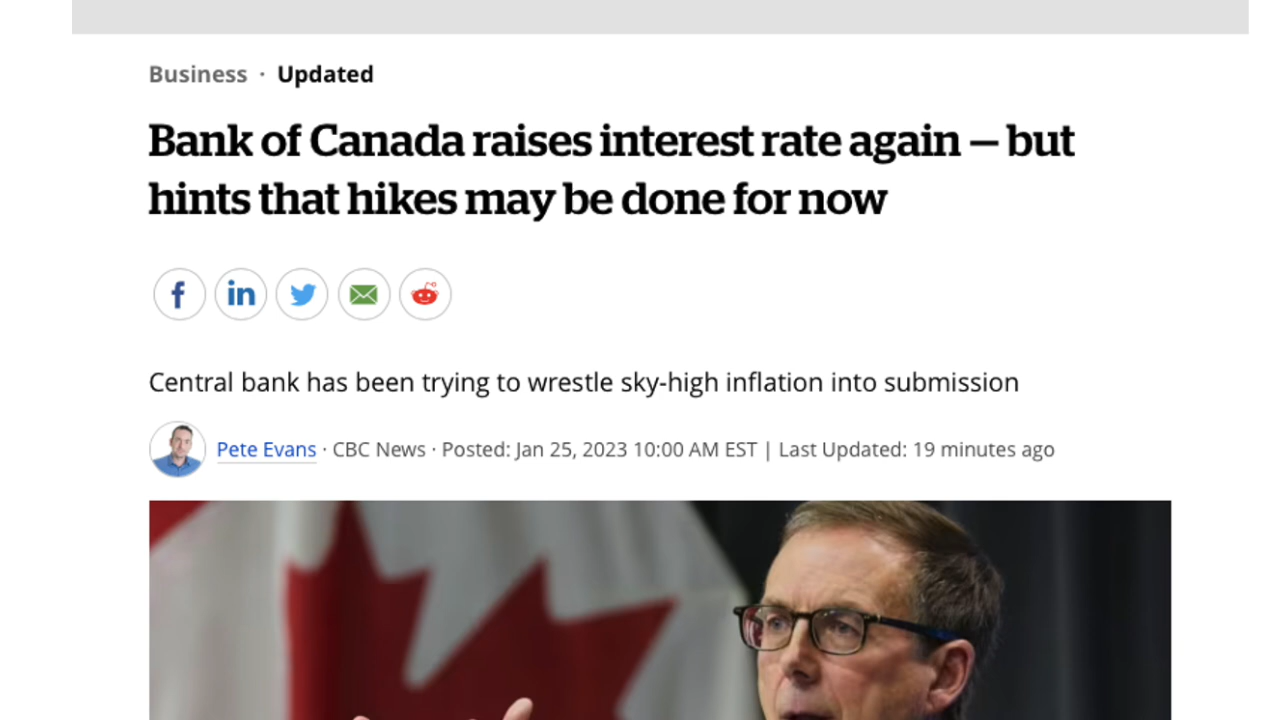 Business · Updated
Bank of Canada raises interest rate again — but
hints that hikes may be done for now
Central bank has been trying to wrestle sky-high inflation into submission
Pete Evans · CBC News · Posted: Jan 25, 2023 10:00 AM EST | Last Updated: 19 minutes ago